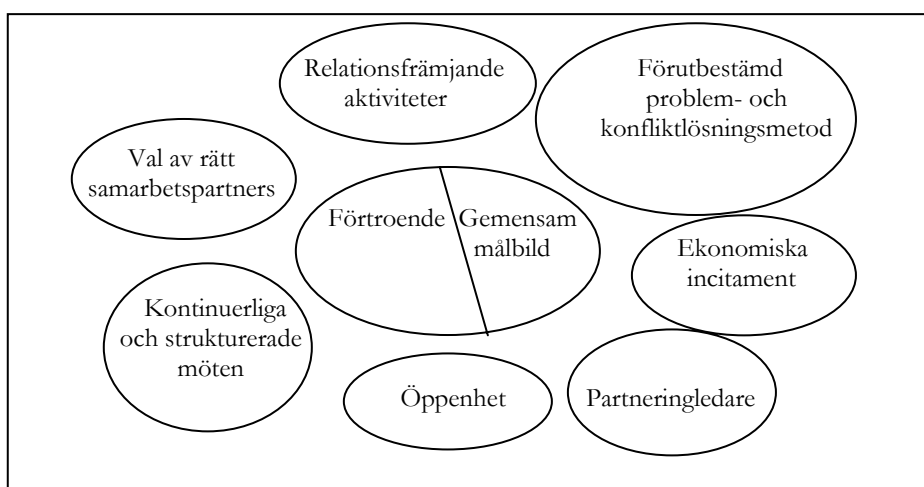 Relationsfrämjande
aktiviteter
Förutbestämd
problem- och
konfliktlösningsmetod
Val av rätt
samarbetspartners
Förtroende
Gemensam
målbild
Ekonomiska
incitament
Kontinuerliga
och strukturerade
möten
Öppenhet
Partneringledare